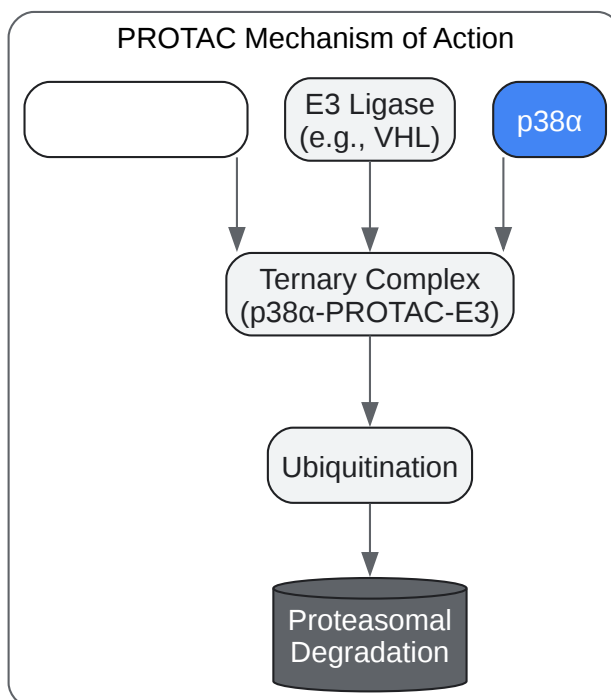 PROTAC Mechanism of Action
E3 Ligase
(e.g., VHL)
p38α
Ternary Complex
(p38α-PROTAC-E3)
Ubiquitination
Proteasomal
Degradation